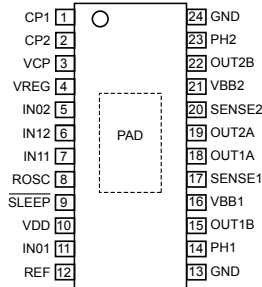 CP1 1 24 GND
CP2 2 23 PH2
VCP 3 22 OUT2B
VREG 4 21 VBB2
IN02 5 20 SENSE2
IN12 6 19 OUT2A
IN11 7 PAD 18 OUT1A
ROSC 8 17 SENSE1
SLEEP 9 16 VBB1
VDD 10 15 OUT1B
IN01 11 14 PH1
REF 12 13 GND